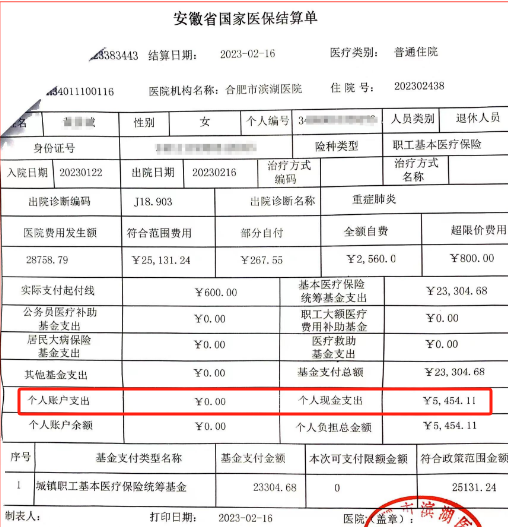 安徽省国家医保结算单
23383443 结算日期： 2023-02-16 医疗类别： 普通住院
34011100116 医院机构名称：合肥市滨湖医院 住 院 号： 202302438
名 性别 女 个人编号 3 人员类别 退休人员
身份证号 险种类型 职工基本医疗保险
入院日期 20230122 出院日期 20230216 治疗方式编码 治疗方式名称
出院诊断编码 J18.903 出院诊断名称 重症肺炎
医院费用发生额 符合范围费用 部分自付 全额自费 超限价费用
28758.79 ￥25,131.24 ￥267.55 ￥2,560.0 ￥800.00
实际支付起付线 ￥600.00 基本医疗保险统筹基金支出 ￥23,304.68
公务员医疗补助基金支出 ￥0.00 职工大额医疗费用补助基金 ￥0.00
居民大病保险基金支出 ￥0.00 医疗救助基金支出 ￥0.00
其他基金支出 ￥0.00 基金支付总额 ￥23,304.68
个人账户支出 ￥0.00 个人现金支出 ￥5,454.11
个人账户余额 ￥0.00 个人负担总金额 ￥5,454.11
序号 基金支付类型名称 基金支付金额 本次可支付限额金额 符合政策范围金额
1 城镇职工基本医疗保险统筹基金 23304.68 0 25131.24
制表人： 打印日期： 2023-02-16 医院(盖章)：
市滨湖医